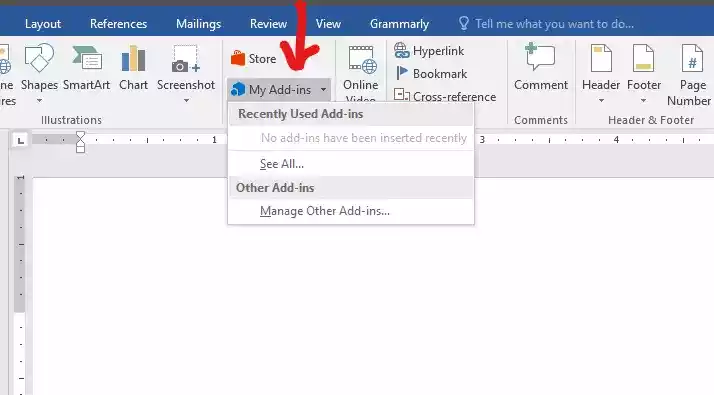 Layout References Mailings Review View Grammarly Tell me what you want to do...
Store
My Add-ins
Shapes SmartArt Chart Screenshot
Illustrations
Recently Used Add-ins
No add-ins have been inserted recently
See All...
Other Add-ins
Manage Other Add-ins...
Online
Video
Hyperlink
Bookmark
Cross-reference
Comment
Comments
Header Footer Page
Number
Header & Footer
L 1 3 4
1